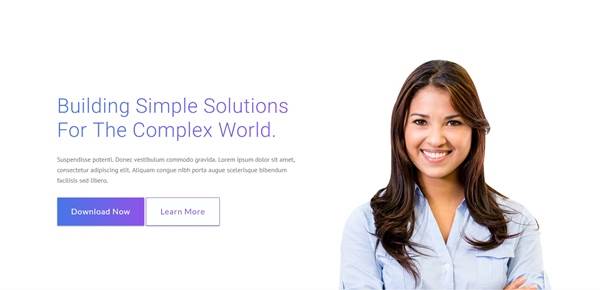 Building Simple Solutions
For The Complex World.
Suspendisse potenti. Donec vestibulum commodo gravida. Lorem ipsum dolor sit amet,
consectetur adipiscing elit. Aliquam congue nibh porta augue scelerisque bibendum
facilisis sed libero.
Download Now
Learn More